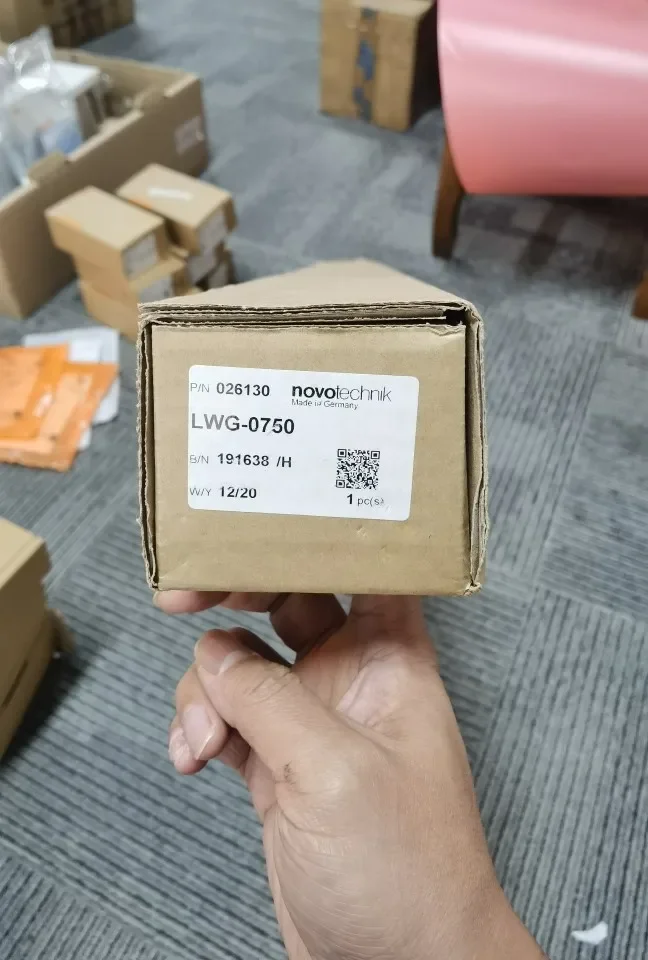 P/N 026130 novotechnik
Made in Germany
LWG-0750
B/N 191638 /H
W/Y 12/20
1 pc(s)